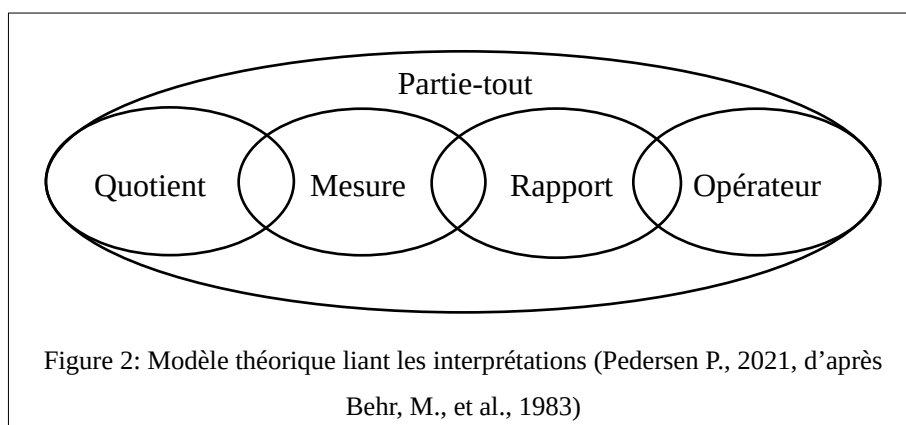 Partie-tout
Quotient Mesure Rapport Opérateur
Figure 2: Modèle théorique liant les interprétations (Pedersen P., 2021, d’après
Behr, M., et al., 1983)